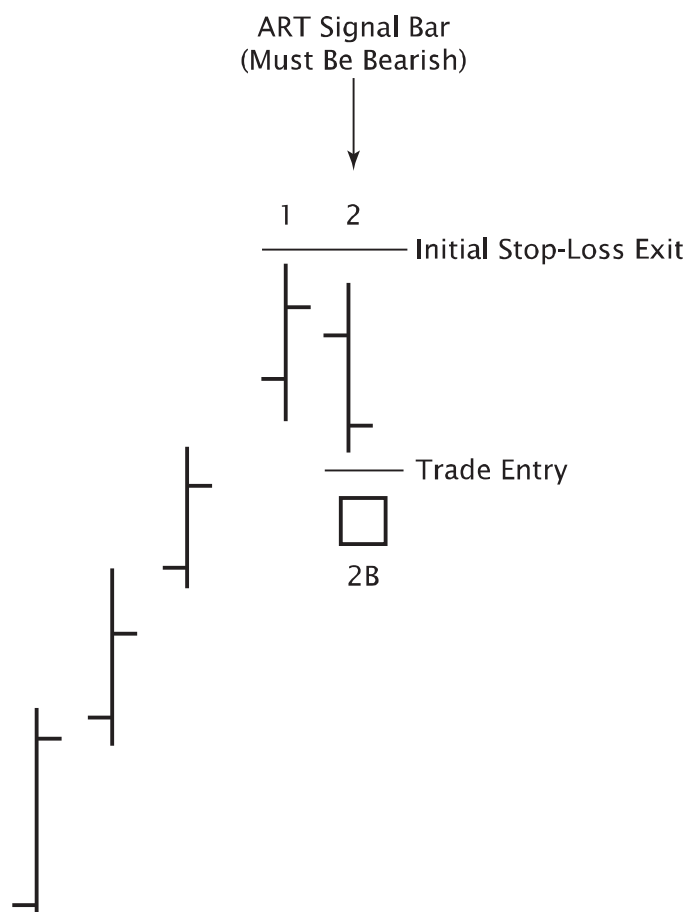 ART Signal Bar
(Must Be Bearish)
1 2
Initial Stop-Loss Exit
Trade Entry
2B